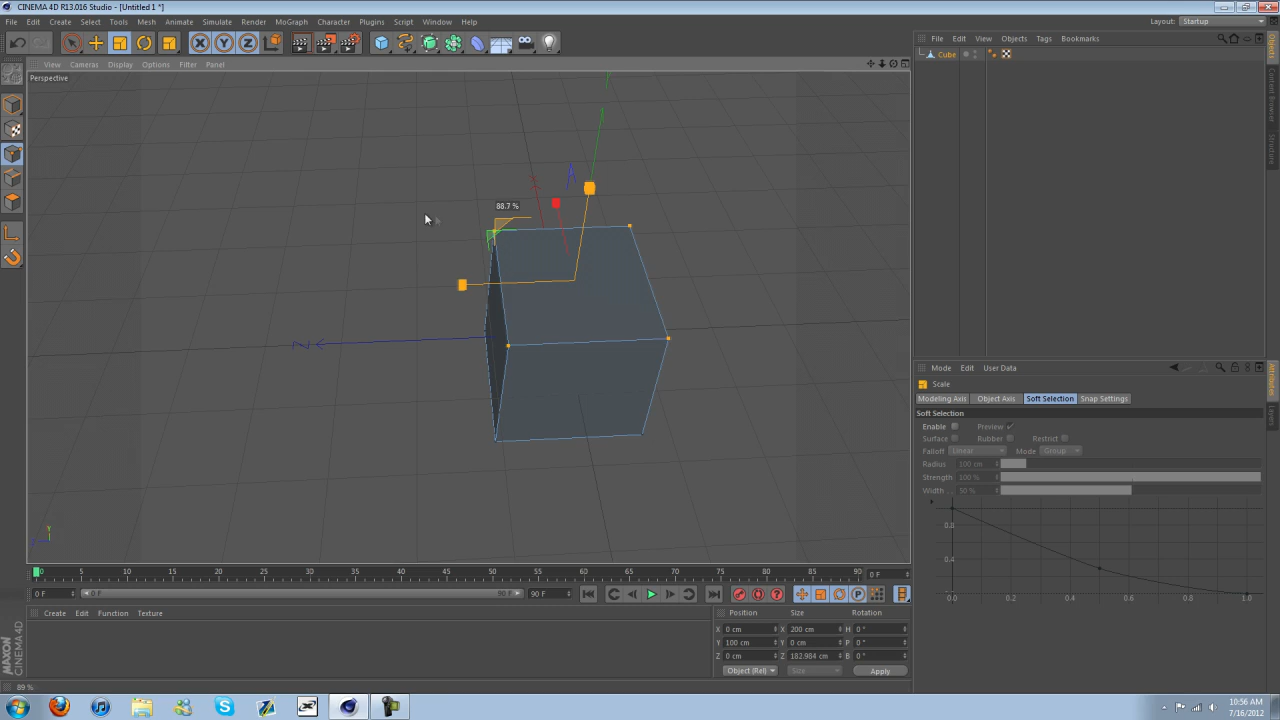 CINEMA 4D R13.016 Studio - [Untitled 1 *]
File Edit Create Select Tools Mesh Animate Simulate Render MoGraph Character Plugins Script Window Help
Layout: Startup
X Y Z
View Cameras Display Options Filter Panel
Perspective
88.7 %
Y
Z
0 5 10 15 20 25 30 35 40 45 50 55 60 65 70 75 80 85 90
0 F
0 F
0 F
90 F
90 F
P
Create Edit Function Texture
Position Size Rotation
X 0 cm X 200 cm H 0 °
Y 100 cm Y 0 cm P 0 °
Z 0 cm Z 182.984 cm B 0 °
Object (Rel) Size Apply
MAXON
CINEMA 4D
89 %
File Edit View Objects Tags Bookmarks
Cube
Objects
Content Browser
Structure
Mode Edit User Data
Scale
Modeling Axis Object Axis Soft Selection Snap Settings
Soft Selection
Enable Preview
Surface Rubber Restrict
Falloff Linear Mode Group
Radius 100 cm
Strength 100 %
Width 50 %
0.8
0.4
0.0 0.2 0.4 0.6 0.8 1.0
Attributes
Layers
10:56 AM
7/16/2012